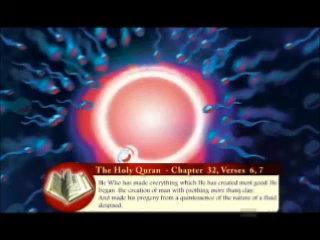 The Holy Quran - Chapter 32, Verses 6, 7
He Who has made everything which He has created most good. He
began the creation of man with (nothing more than) clay.
And made his progeny from a quintessence of the nature of a fluid
despised.